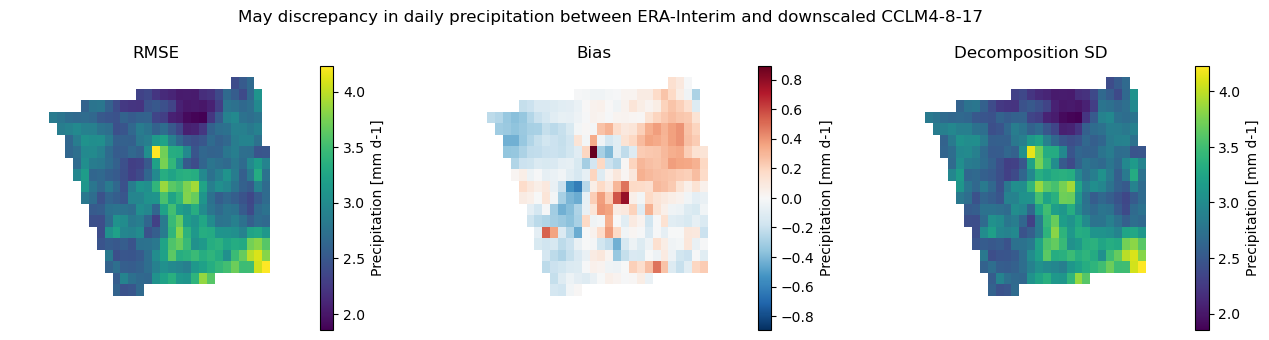 May discrepancy in daily precipitation between ERA-Interim and downscaled CCLM4-8-17
RMSE
4.0
3.5
3.0
2.5
2.0
Precipitation [mm d-1]
Bias
0.8
0.6
0.4
0.2
0.0
−0.2
−0.4
−0.6
−0.8
Precipitation [mm d-1]
Decomposition SD
4.0
3.5
3.0
2.5
2.0
Precipitation [mm d-1]